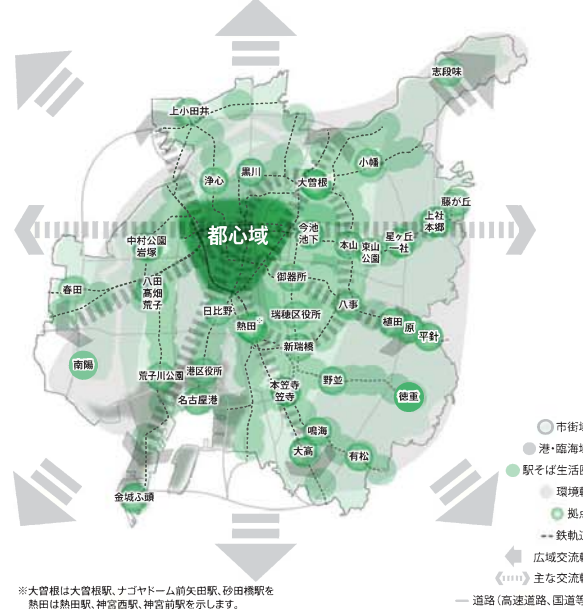 志段味
上小田井
黒川
小幡
浄心
大曽根
藤が丘
上社
本郷
今池
池下
都心域
星ヶ丘
一社
本山
東山
公園
中村公園
岩塚
御器所
八田
高畑
荒子
春田
日比野
瑞穂区役所
八事
熱田※
植田
原
平針
新瑞橋
南陽
荒子川公園
港区役所
本笠寺
笠寺
野並
徳重
名古屋港
鳴海
大高
有松
市街
港・臨海
駅そば生活
環境
拠
鉄軌
金城ふ頭
広域交流
主な交流
道路(高速道路、国道
※大曽根は大曽根駅、ナゴヤドーム前矢田駅、砂田橋駅を
熱田は熱田駅、神宮西駅、神宮前駅を示します。